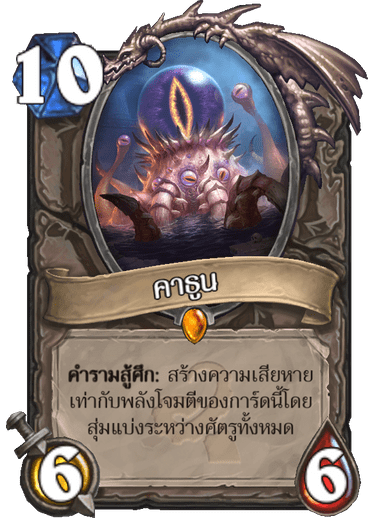 10
คาธูน
คำรามสู้ศึก: สร้างความเสียหาย
เท่ากับพลังโจมตีของการ์ดนี้โดย
สุ่มแบ่งระหว่างศัตรูทั้งหมด
6
6